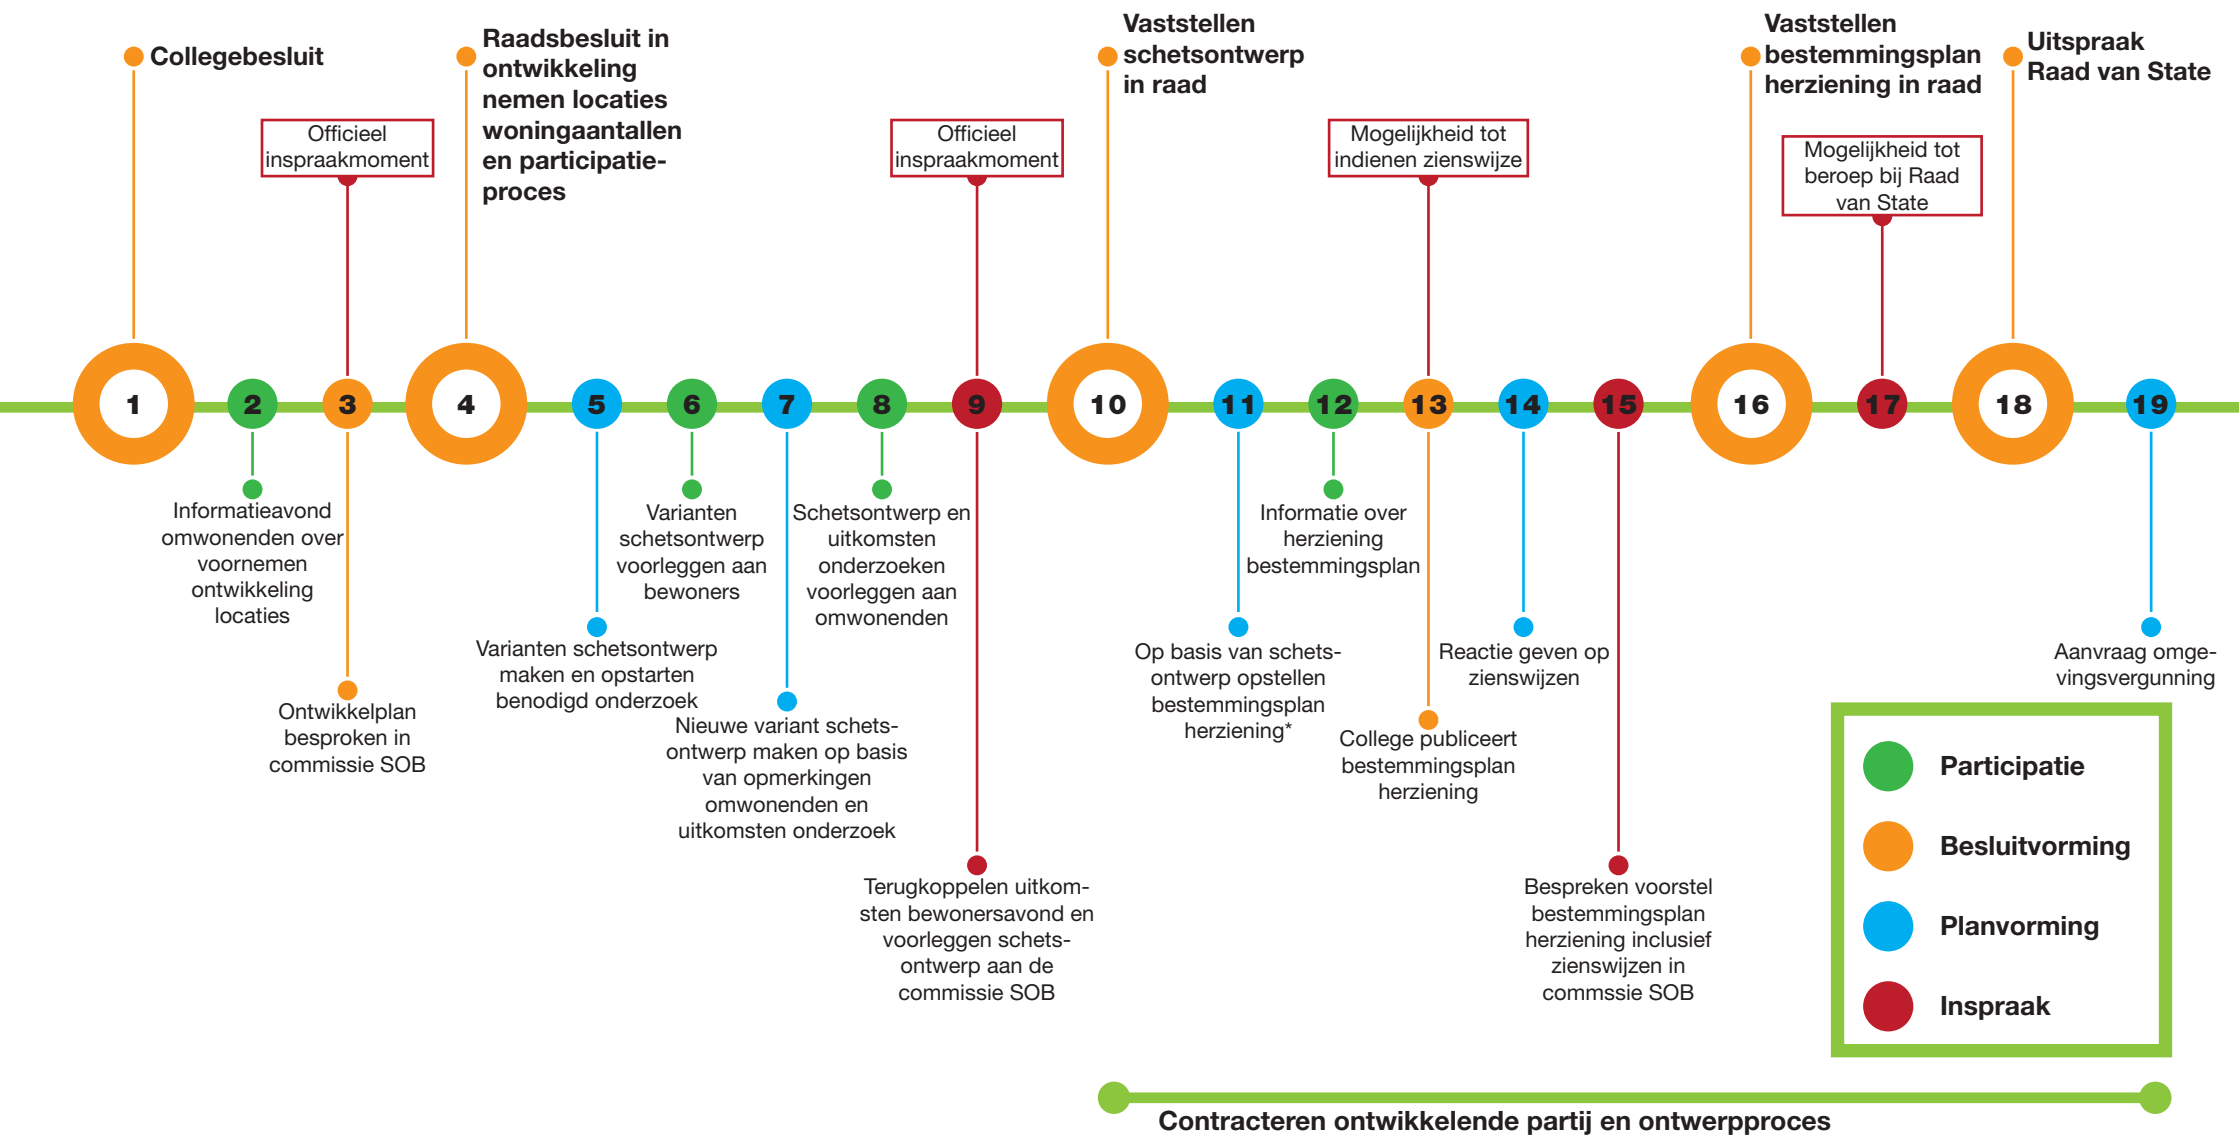 Collegebesluit
Officieel
inspraakmoment
Raadsbesluit in
ontwikkeling
nemen locaties
woningaantallen
en participatie-
proces
Officieel
inspraakmoment
Vaststellen
schetsontwerp
in raad
Mogelijkheid tot
indienen zienswijze
Vaststellen
bestemmingsplan
herziening in raad
Mogelijkheid tot
beroep bij Raad
van State
Uitspraak
Raad van State
1
2
3
4
5
6
7
8
9
10
11
12
13
14
15
16
17
18
19
Informatieavond
omwonenden over
voornemen
ontwikkeling
locaties
Ontwikkelplan
besproken in
commissie SOB
Varianten schetsontwerp
maken en opstarten
benodigd onderzoek
Varianten
schetsontwerp
voorleggen aan
bewoners
Nieuwe variant schets-
ontwerp maken op basis
van opmerkingen
omwonenden en
uitkomsten onderzoek
Schetsontwerp en
uitkomsten
onderzoeken
voorleggen aan
omwonenden
Terugkoppelen uitkom-
sten bewonersavond en
voorleggen schets-
ontwerp aan de
commissie SOB
Op basis van schets-
ontwerp opstellen
bestemmingsplan
herziening*
Informatie over
herziening
bestemmingsplan
College publiceert
bestemmingsplan
herziening
Reactie geven op
zienswijzen
Bespreken voorstel
bestemmingsplan
herziening inclusief
zienswijzen in
commssie SOB
Aanvraag omge-
vingsvergunning
Participatie
Besluitvorming
Planvorming
Inspraak
Contracteren ontwikkelende partij en ontwerpproces